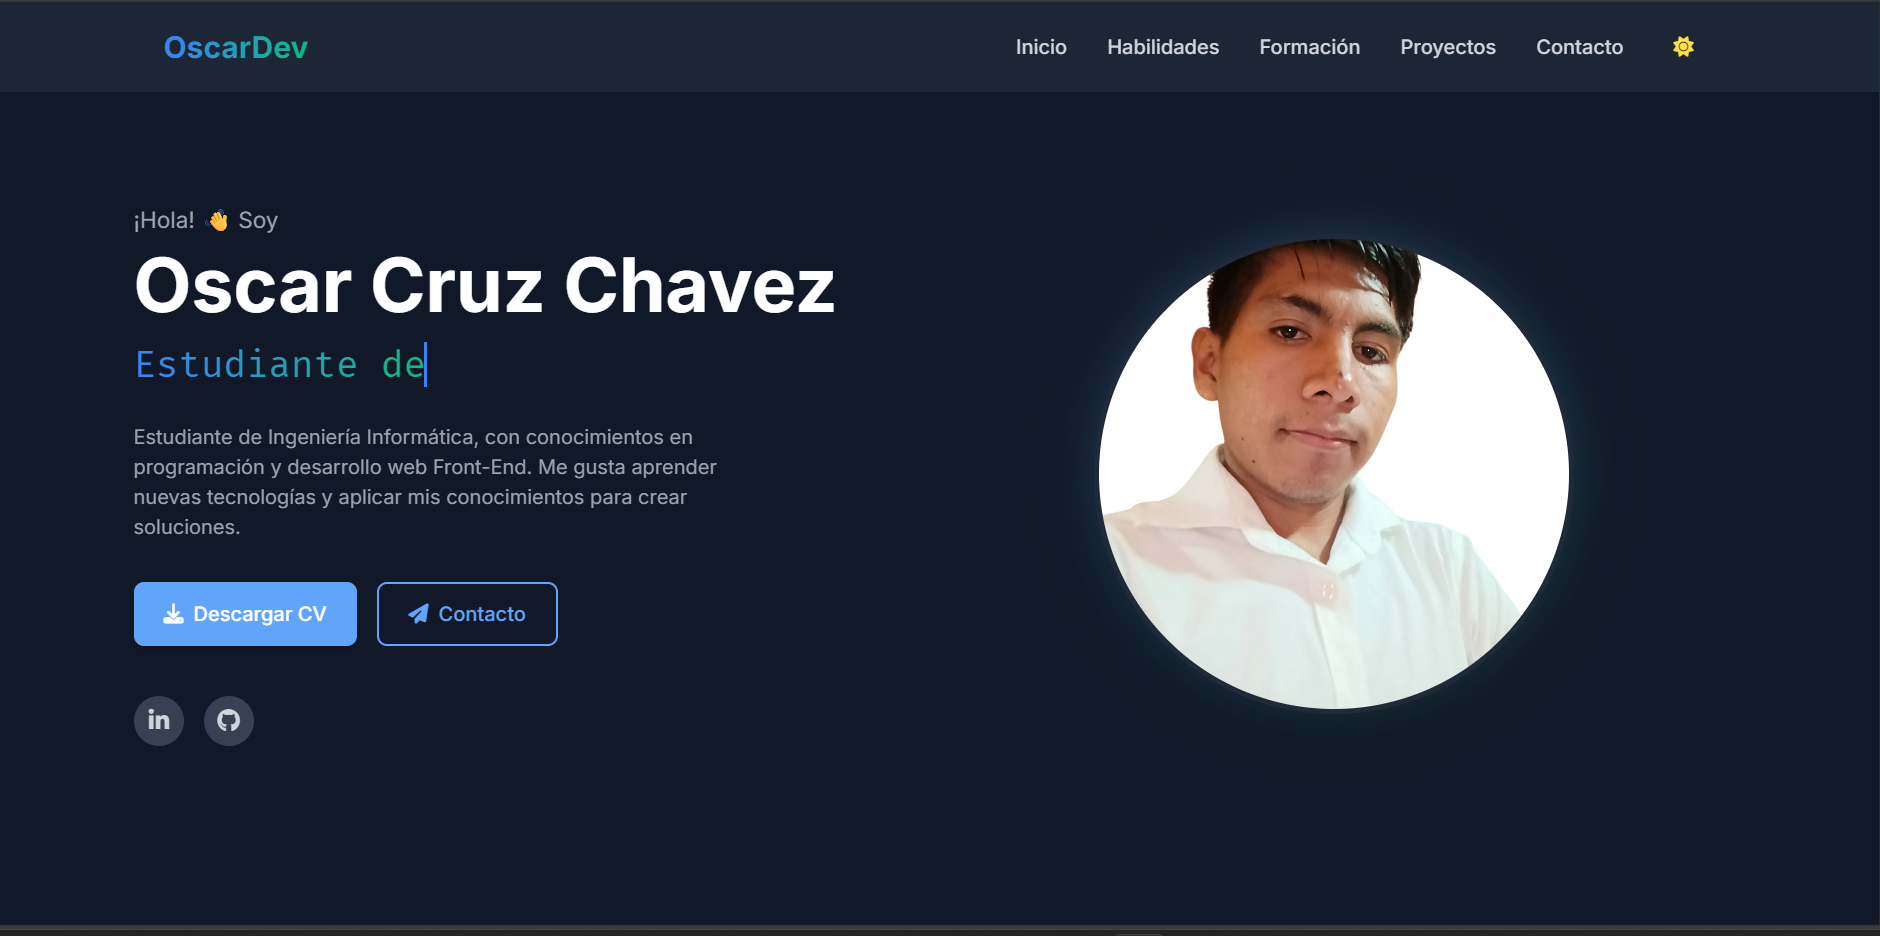 OscarDev
Inicio Habilidades Formación Proyectos Contacto
¡Hola! 👋 Soy
Oscar Cruz Chavez
Estudiante de
Estudiante de Ingeniería Informática, con conocimientos en
programación y desarrollo web Front-End. Me gusta aprender
nuevas tecnologías y aplicar mis conocimientos para crear
soluciones.
Descargar CV Contacto
in